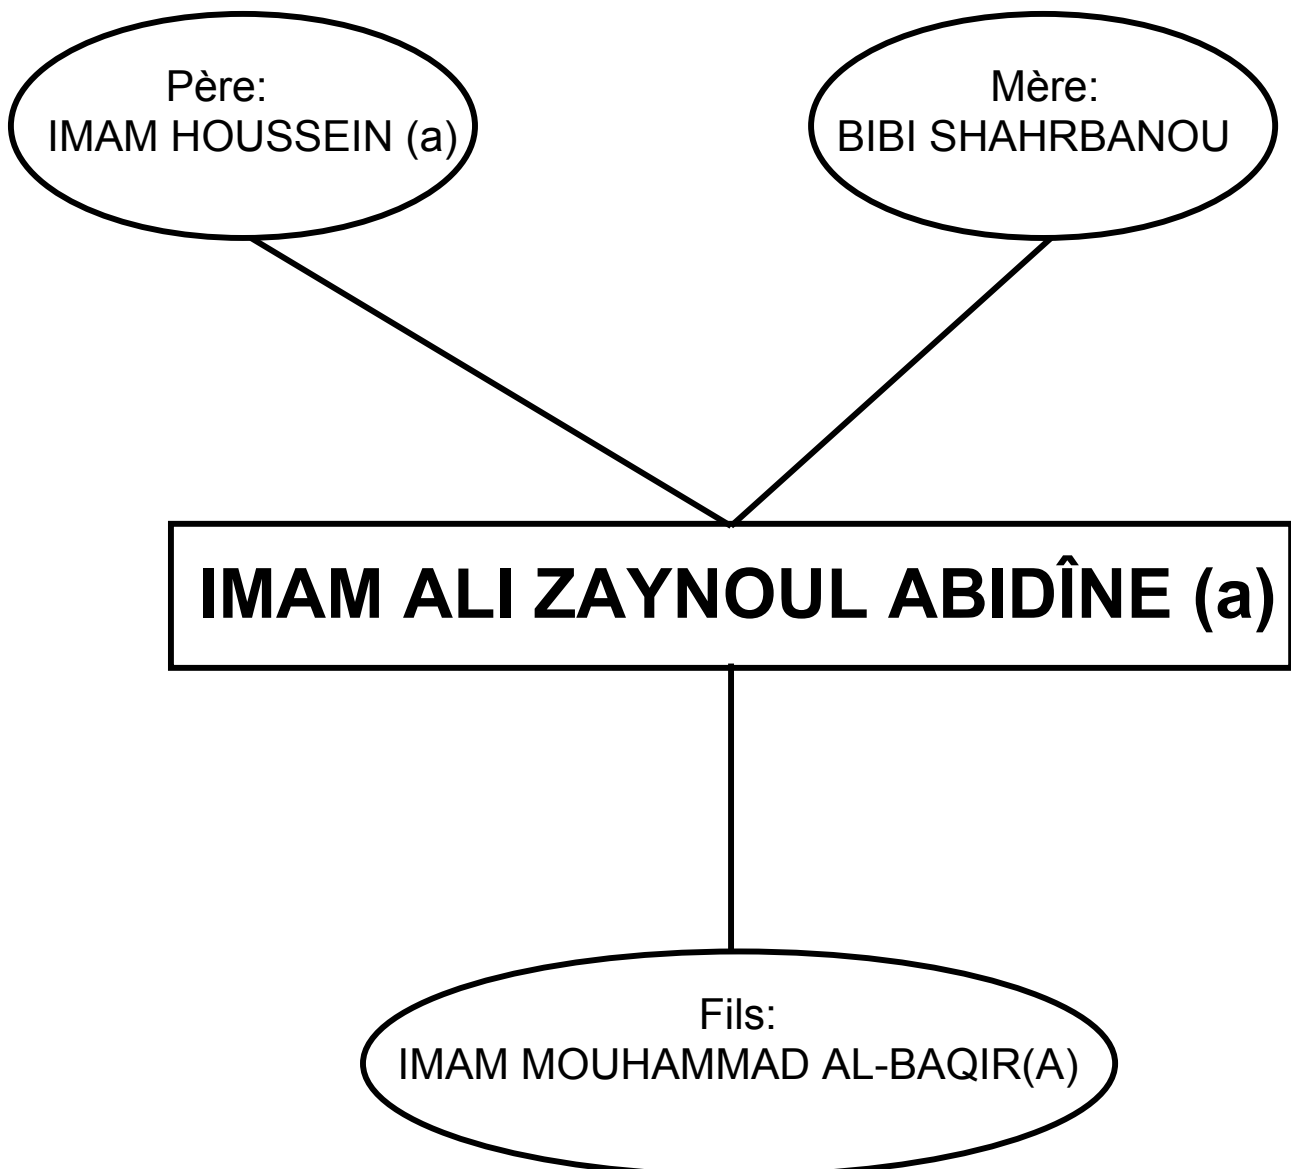 Père:
IMAM HOUSSEIN (a)
Mère:
BIBI SHAHRBANOU
IMAM ALI ZAYNOUL ABIDÎNE (a)
Fils:
IMAM MOUHAMMAD AL-BAQIR(A)